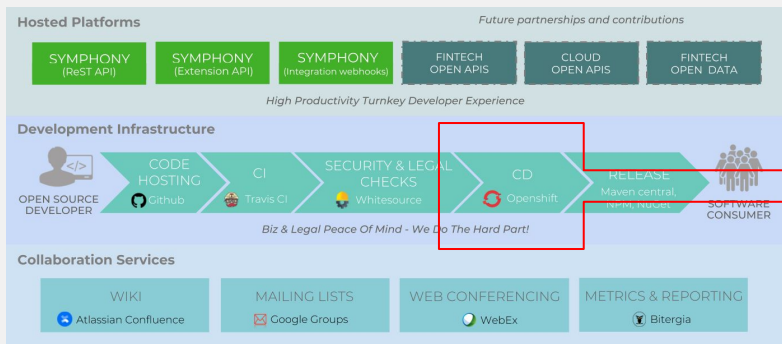 Hosted Platforms
Future partnerships and contributions
SYMPHONY
(ReST API)
SYMPHONY
(Extension API)
SYMPHONY
(Integration webhooks)
FINTECH
OPEN APIS
CLOUD
OPEN APIS
FINTECH
OPEN DATA
High Productivity Turnkey Developer Experience
Development Infrastructure
OPEN SOURCE
DEVELOPER
CODE
HOSTING
Github
CI
Travis CI
SECURITY & LEGAL
CHECKS
Whitesource
CD
Openshift
RELEASE
Maven central,
NPM, NuGet
SOFTWARE
CONSUMER
Biz & Legal Peace Of Mind - We Do The Hard Part!
Collaboration Services
WIKI
Atlassian Confluence
MAILING LISTS
Google Groups
WEB CONFERENCING
WebEx
METRICS & REPORTING
Bitergia